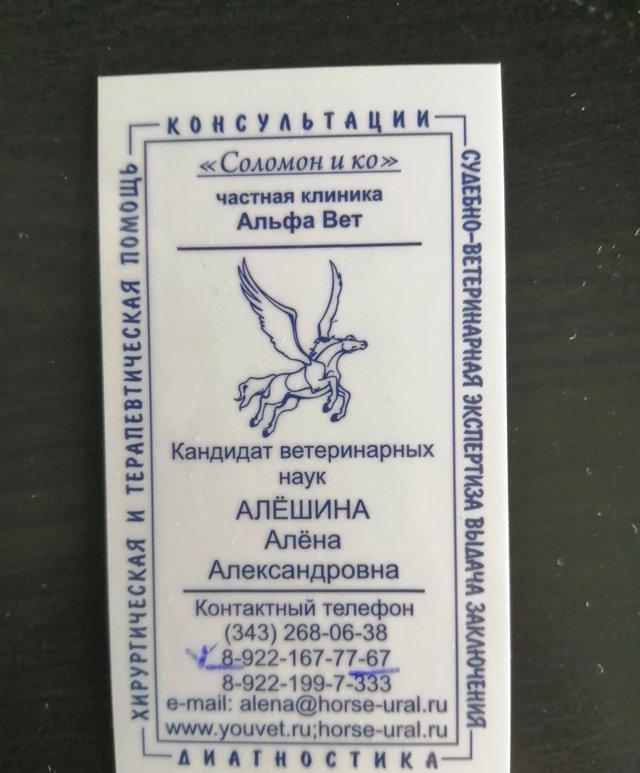 КОНСУЛЬТАЦИИ
«Соломон и ко»
частная клиника
Альфа Вет
Кандидат ветеринарных
наук
АЛЁШИНА
Алёна
Александровна
Контактный телефон
(343) 268-06-38
8-922-167-77-67
8-922-199-7-333
e-mail: alena@horse-ural.ru
www.youvet.ru;horse-ural.ru
ДИАГНОСТИКА
ХИРУРГИЧЕСКАЯ И ТЕРАПЕВТИЧЕСКАЯ ПОМОЩЬ
СУДЕБНО-ВЕТЕРИНАРНАЯ ЭКСПЕРТИЗА ВЫДАЧА ЗАКЛЮЧЕНИЯ